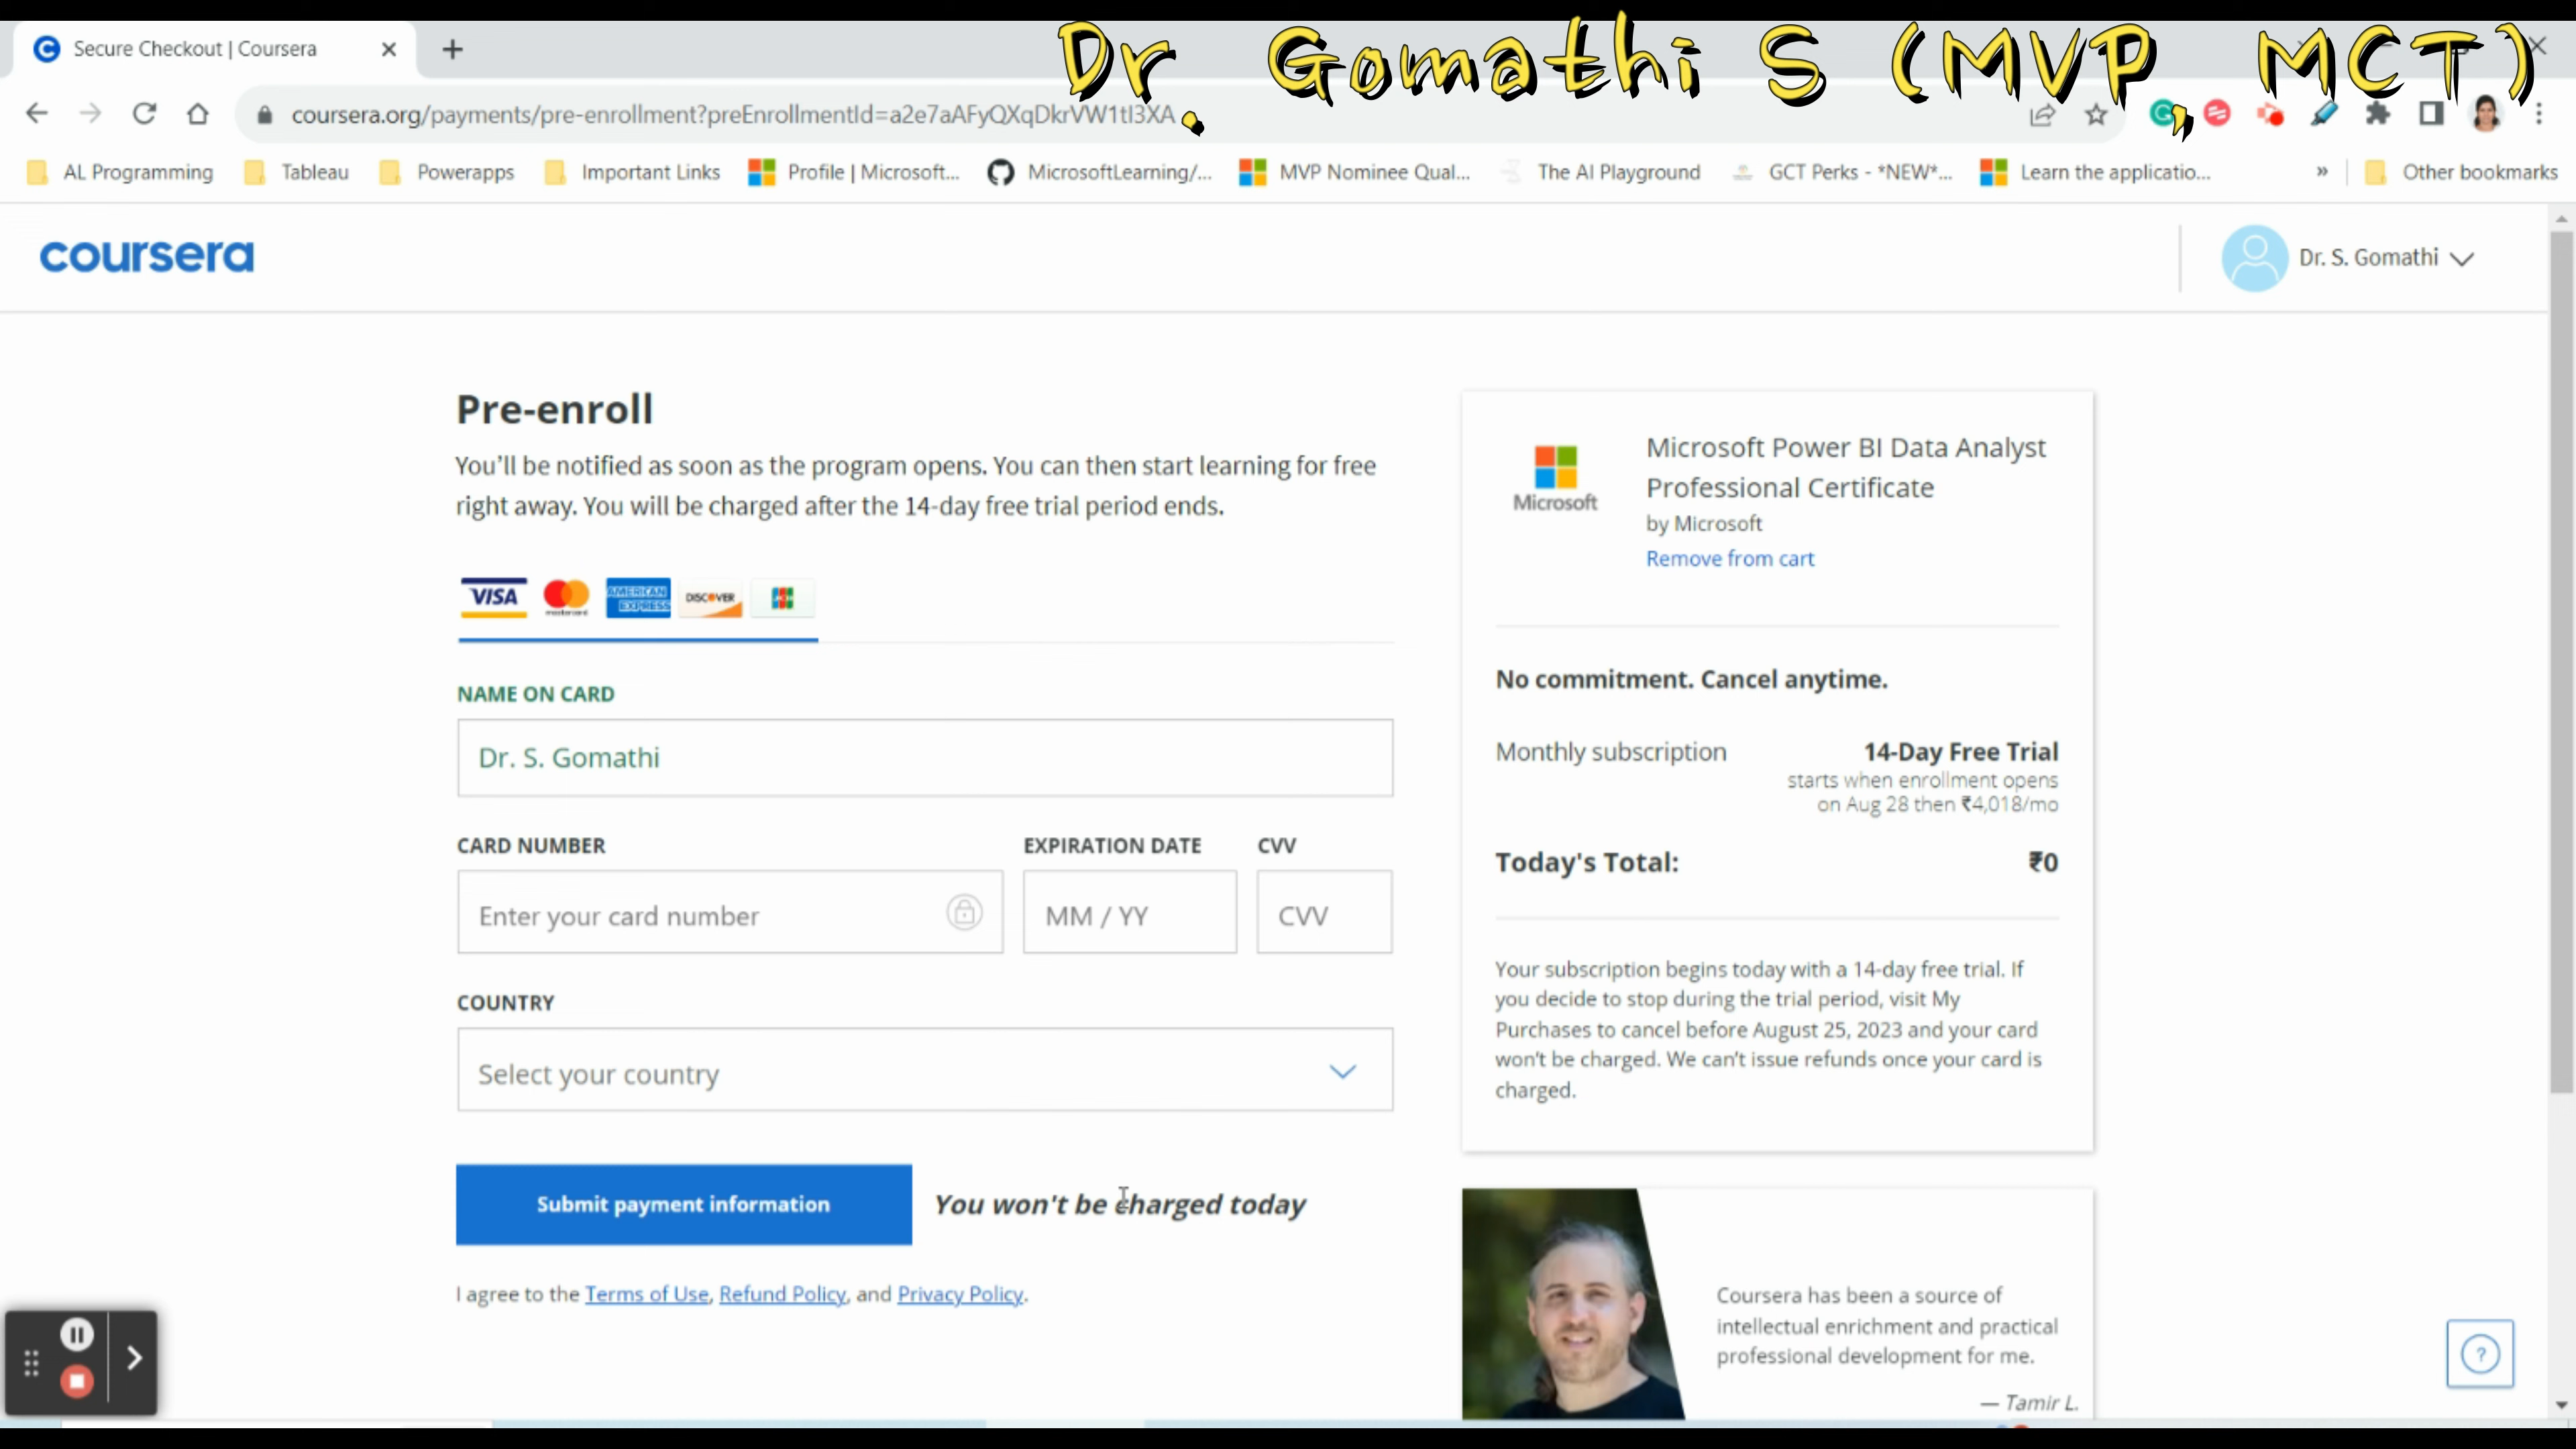 Dr. Gomathi S (MVP, MCT)
Secure Checkout | Coursera
coursera.org/payments/pre-enrollment?preEnrollmentId=a2e7aAFyQXqDkrVW1tI3XA
AL Programming
Tableau
Powerapps
Important Links
Profile | Microsoft...
MicrosoftLearning/...
MVP Nominee Qual...
The AI Playground
GCT Perks - *NEW*...
Learn the applicatio...
»
Other bookmarks
coursera
Dr. S. Gomathi
Pre-enroll
You'll be notified as soon as the program opens. You can then start learning for free
right away. You will be charged after the 14-day free trial period ends.
VISA
mastercard
AMERICAN
EXPRESS
DISCOVER
JCB
NAME ON CARD
Dr. S. Gomathi
CARD NUMBER
EXPIRATION DATE
CVV
Enter your card number
MM / YY
CVV
COUNTRY
Select your country
Submit payment information
You won't be charged today
I agree to the Terms of Use, Refund Policy, and Privacy Policy.
Microsoft
Microsoft Power BI Data Analyst
Professional Certificate
by Microsoft
Remove from cart
No commitment. Cancel anytime.
Monthly subscription
14-Day Free Trial
starts when enrollment opens
on Aug 28 then ₹4,018/mo
Today's Total:
₹0
Your subscription begins today with a 14-day free trial. If
you decide to stop during the trial period, visit My
Purchases to cancel before August 25, 2023 and your card
won't be charged. We can't issue refunds once your card is
charged.
Coursera has been a source of
intellectual enrichment and practical
professional development for me.
— Tamir L.
?